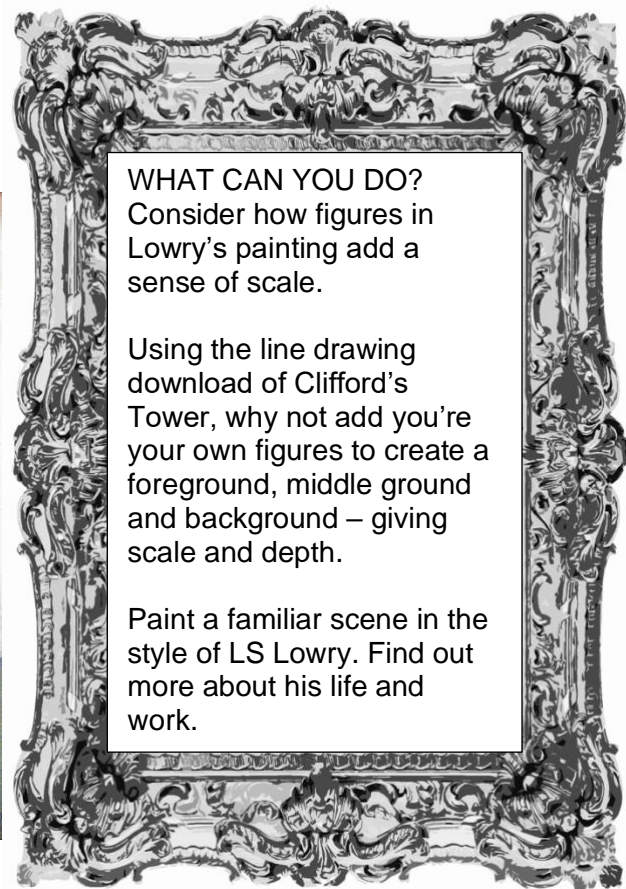 WHAT CAN YOU DO?
Consider how figures in
Lowry’s painting add a
sense of scale.
Using the line drawing
download of Clifford’s
Tower, why not add you’re
your own figures to create a
foreground, middle ground
and background – giving
scale and depth.
Paint a familiar scene in the
style of LS Lowry. Find out
more about his life and
work.